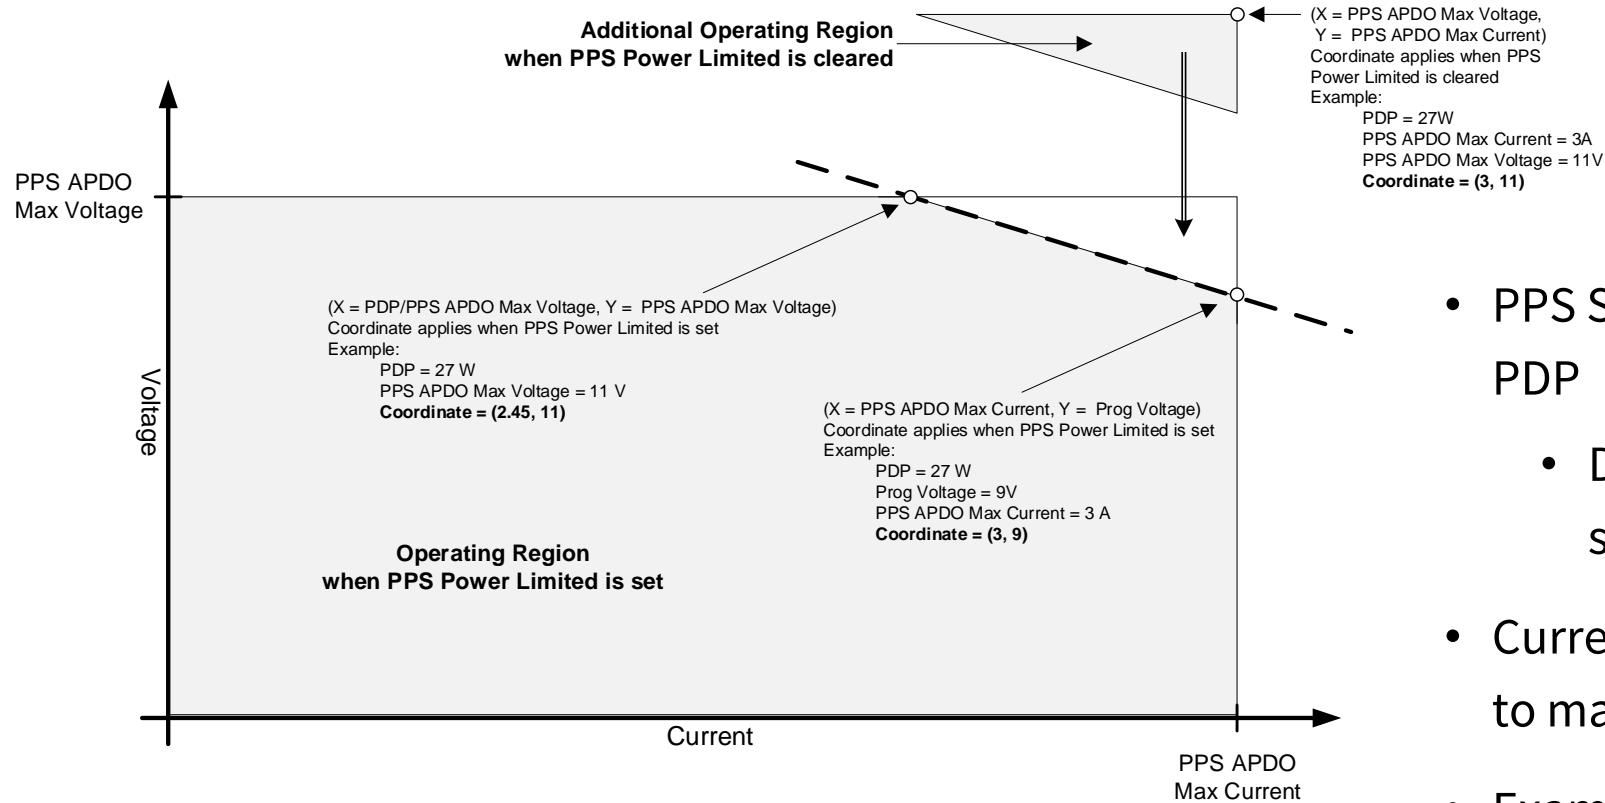 Additional Operating Region
when PPS Power Limited is cleared
(X = PPS APDO Max Voltage,
Y = PPS APDO Max Current)
Coordinate applies when PPS
Power Limited is cleared
Example:
PDP = 27W
PPS APDO Max Current = 3A
PPS APDO Max Voltage = 11V
Coordinate = (3, 11)
PPS APDO
Max Voltage
(X = PDP/PPS APDO Max Voltage, Y = PPS APDO Max Voltage)
Coordinate applies when PPS Power Limited is set
Example:
PDP = 27 W
PPS APDO Max Voltage = 11 V
Coordinate = (2.45, 11)
Voltage
(X = PPS APDO Max Current, Y = Prog Voltage)
Coordinate applies when PPS Power Limited is set
Example:
PDP = 27 W
Prog Voltage = 9V
PPS APDO Max Current = 3 A
Coordinate = (3, 9)
Operating Region
when PPS Power Limited is set
Current
PPS APDO
Max Current
• PPS
PDP
•
• 
to